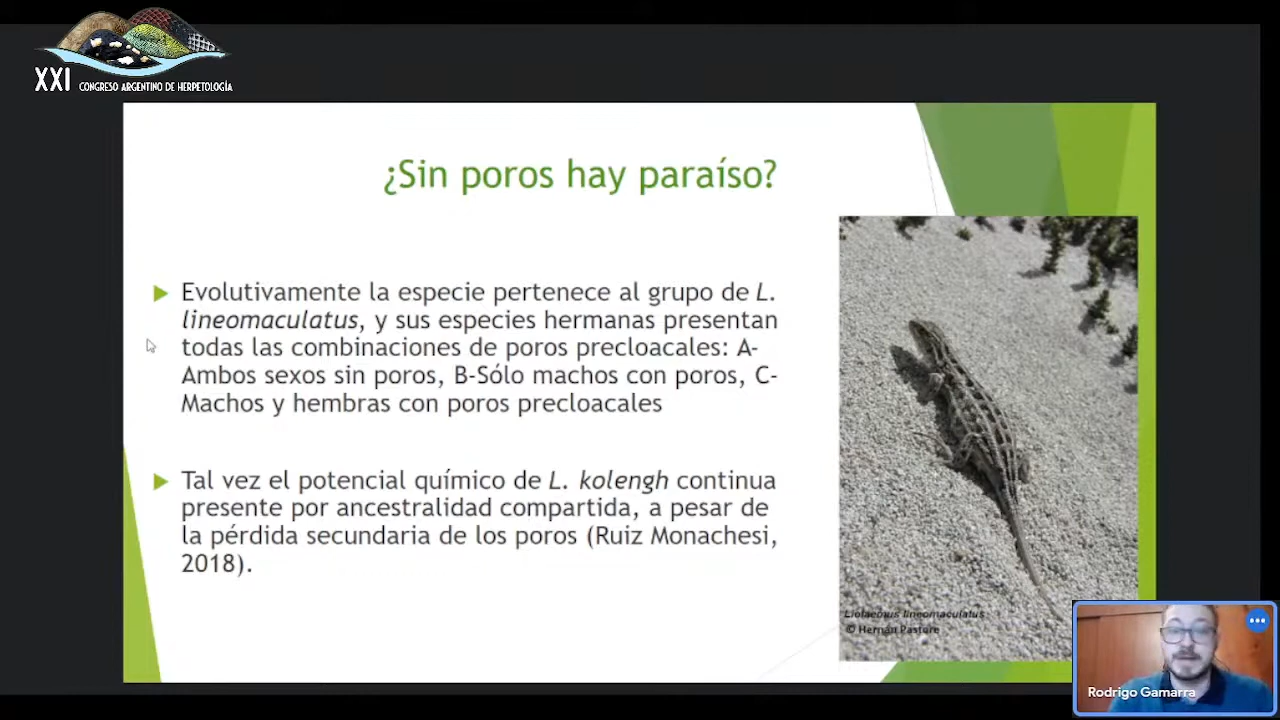 XXI CONGRESO ARGENTINO DE HERPETOLOGÍA
¿Sin poros hay paraíso?
Evolutivamente la especie pertenece al grupo de L.
lineomaculatus, y sus especies hermanas presentan
todas las combinaciones de poros precloacales: A-
Ambos sexos sin poros, B-Sólo machos con poros, C-
Machos y hembras con poros precloacales
Tal vez el potencial químico de L. kolengh continua
presente por ancestralidad compartida, a pesar de
la pérdida secundaria de los poros (Ruiz Monachesi,
2018).
Liolaemus lineomaculatus
© Hernán Pastore
Rodrigo Gamarra